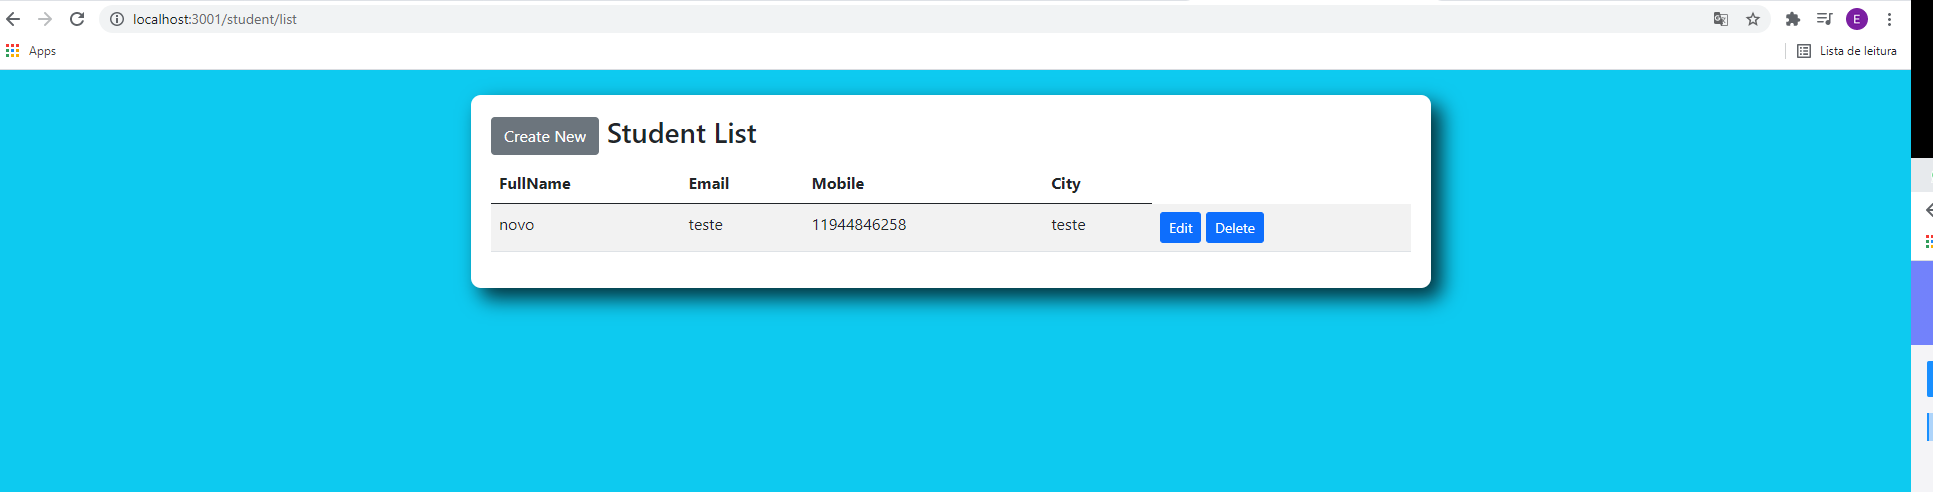 localhost:3001/student/list
E
Apps
Lista de leitura
Create New Student List
FullName Email Mobile City
novo teste 11944846258 teste Edit Delete